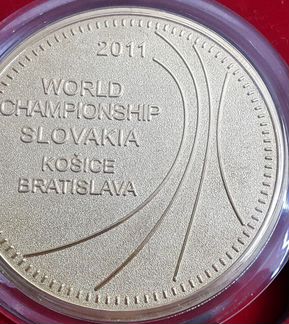 2011
WORLD
CHAMPIONSHIP
SLOVAKIA
KOŠICE
BRATISLAVA